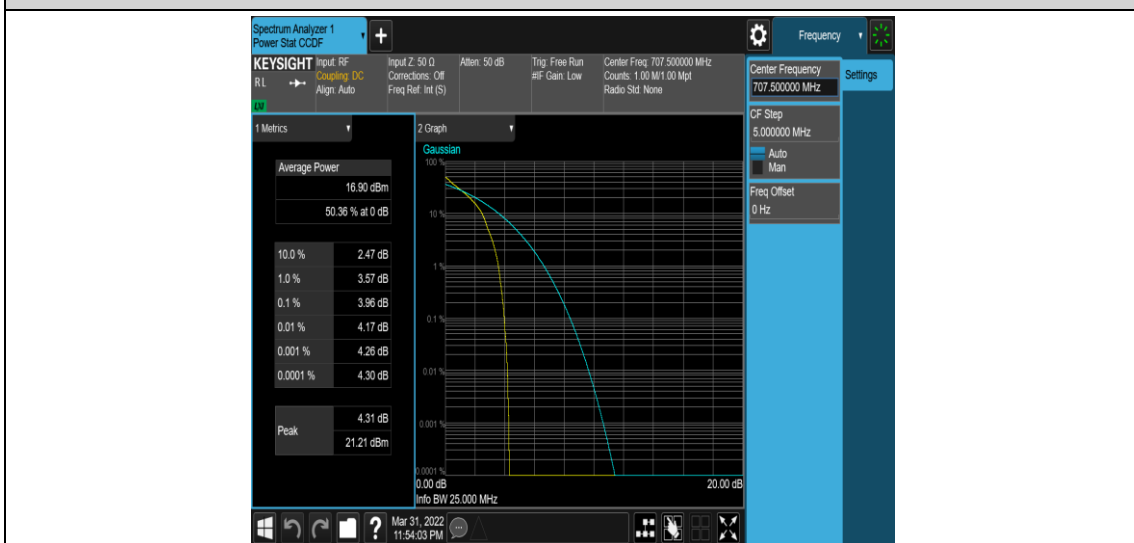 Spectrum Analyzer 1
Power Stat CCDF
+
Frequency
KEYSIGHT
RL
LW
Input: RF
Coupling: DC
Align: Auto
Input Z: 50 Ω
Corrections: Off
Freq Ref: Int (S)
Atten: 50 dB
Trig: Free Run
#IF Gain: Low
Center Freq: 707.500000 MHz
Counts: 1.00 M/1.00 Mpt
Radio Std: None
Center Frequency
707.500000 MHz
Settings
CF Step
5.000000 MHz
Auto
Man
Freq Offset
0 Hz
1 Metrics
Average Power
16.90 dBm
50.36 % at 0 dB
10.0 % 2.47 dB
1.0 % 3.57 dB
0.1 % 3.96 dB
0.01 % 4.17 dB
0.001 % 4.26 dB
0.0001 % 4.30 dB
Peak 4.31 dB
21.21 dBm
2 Graph
Gaussian
100 %
10 %
1 %
0.1 %
0.01 %
0.001 %
0.0001 %
0.00 dB 20.00 dB
Info BW 25.000 MHz
?
Mar 31, 2022
11:54:03 PM